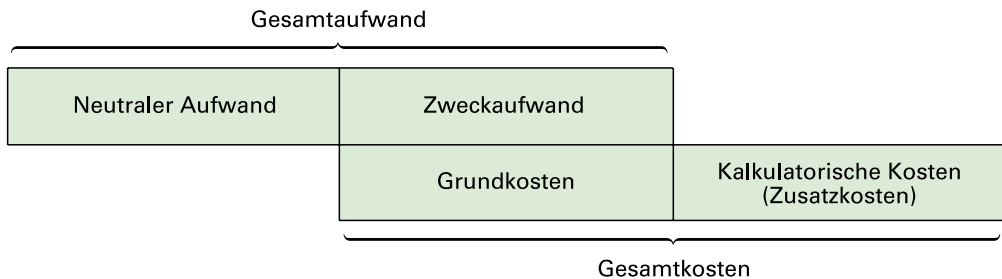 Gesamtaufwand
Neutraler Aufwand
Zweckaufwand
Grundkosten
Kalkulatorische Kosten
(Zusatzkosten)
Gesamtkosten